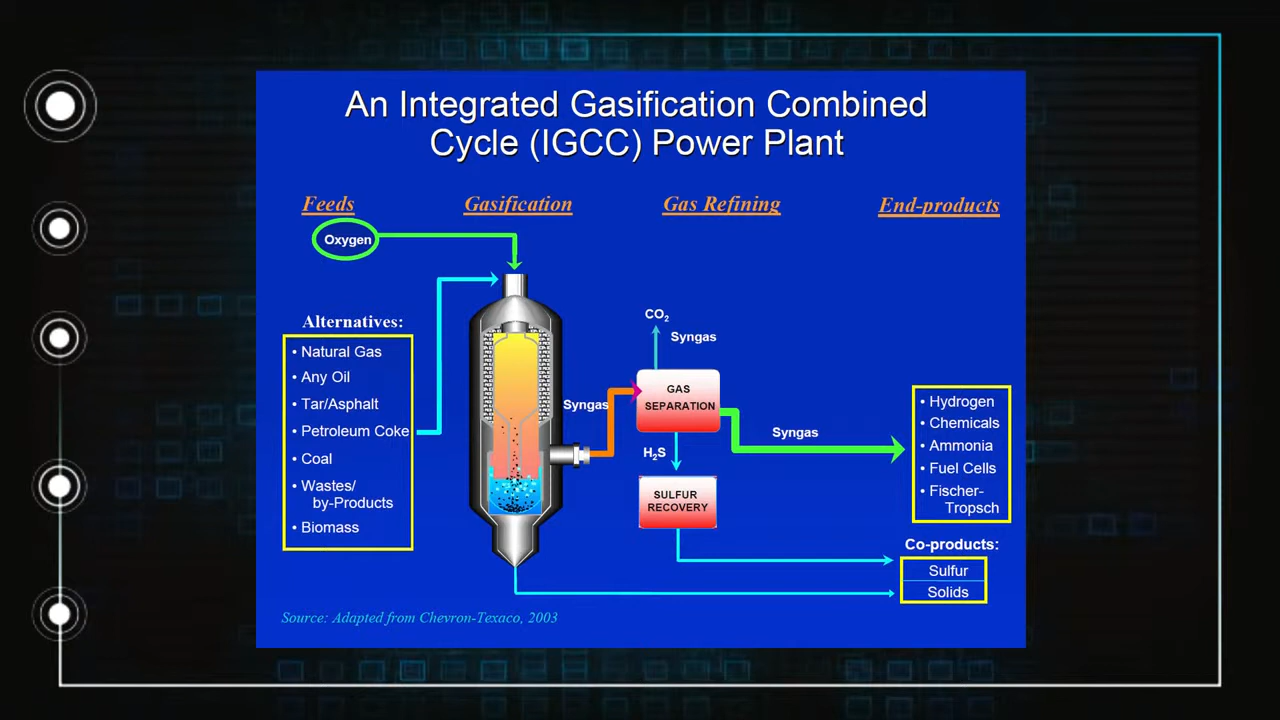 An Integrated Gasification Combined
Cycle (IGCC) Power Plant
Feeds
Gasification
Gas Refining
End-products
Oxygen
Alternatives:
• Natural Gas
• Any Oil
• Tar/Asphalt
• Petroleum Coke
• Coal
• Wastes/
by-Products
• Biomass
Syngas
CO₂
Syngas
GAS
SEPARATION
H₂S
SULFUR
RECOVERY
Syngas
• Hydrogen
• Chemicals
• Ammonia
• Fuel Cells
• Fischer-
Tropsch
Co-products:
Sulfur
Solids
Source: Adapted from Chevron-Texaco, 2003